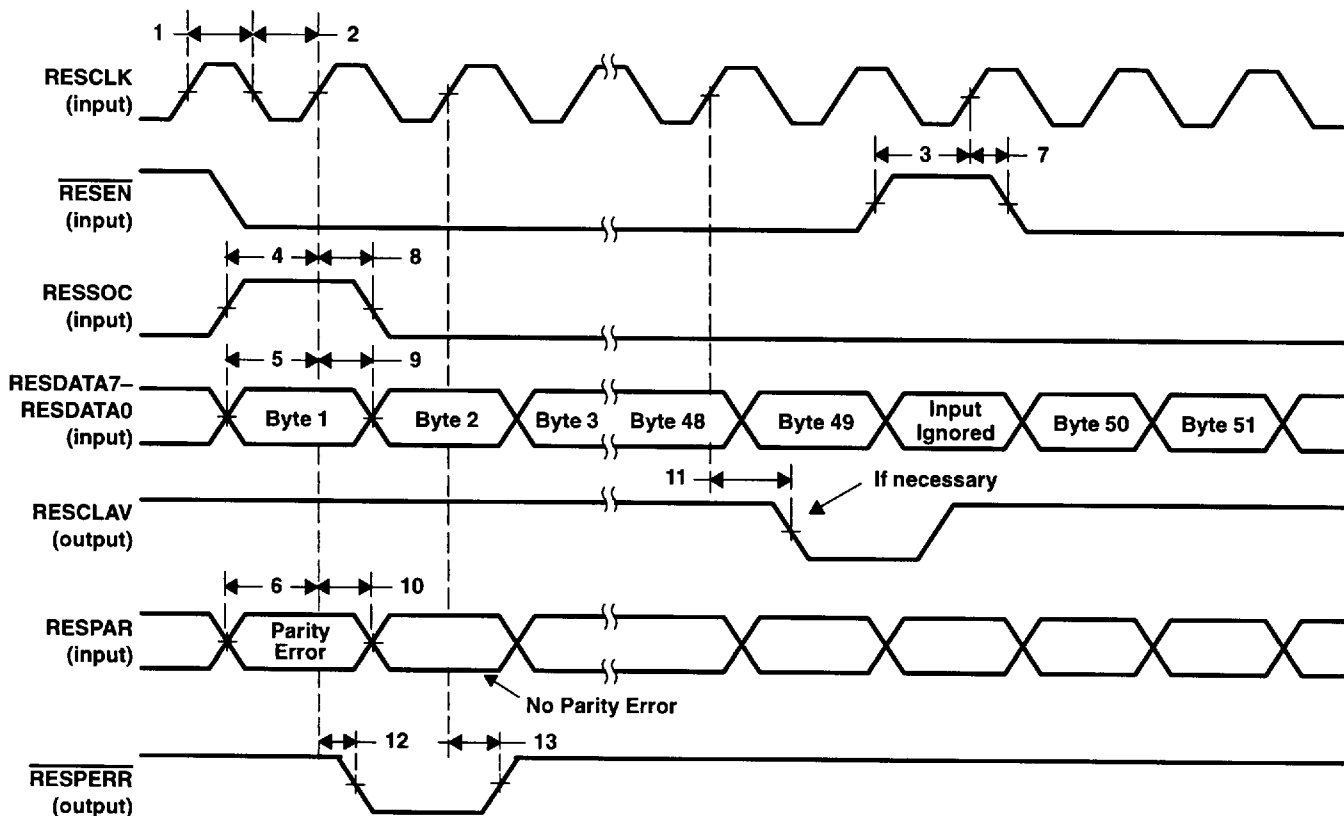 1 2
RESCLK
(input)
3 7
RESEN
(input)
4 8
RESSOC
(input)
5 9
RESDATA7–
RESDATA0
(input)
Byte 1 Byte 2 Byte 3 Byte 48 Byte 49 Input Ignored Byte 50 Byte 51
11 If necessary
RESCLAV
(output)
6 10
RESPAR
(input)
Parity
Error
No Parity Error
12 13
RESPERR
(output)